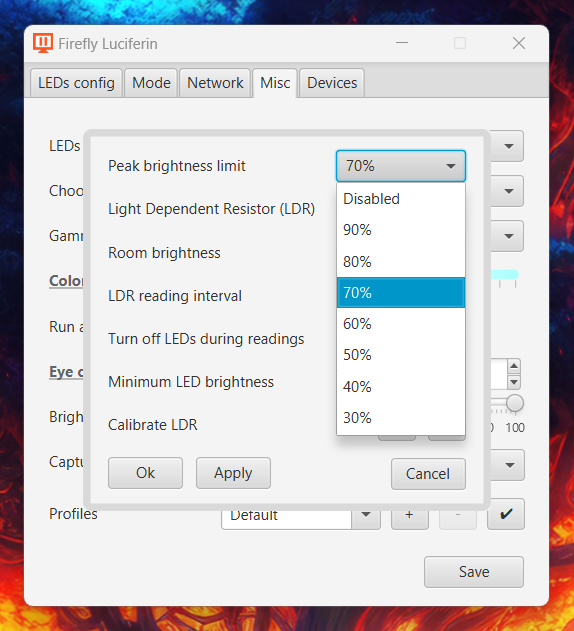 Firefly Luciferin
LEDs config Mode Network Misc Devices
LEDs
Peak brightness limit 70%
Disabled
90%
80%
70%
60%
50%
40%
30%
Light Dependent Resistor (LDR)
Room brightness
LDR reading interval
Turn off LEDs during readings
Minimum LED brightness
Calibrate LDR
Ok Apply Cancel
Choo
Gam
Color
Run a
Eye c
Brigh
0 100
Captu
Profiles Default + - ✔
Save